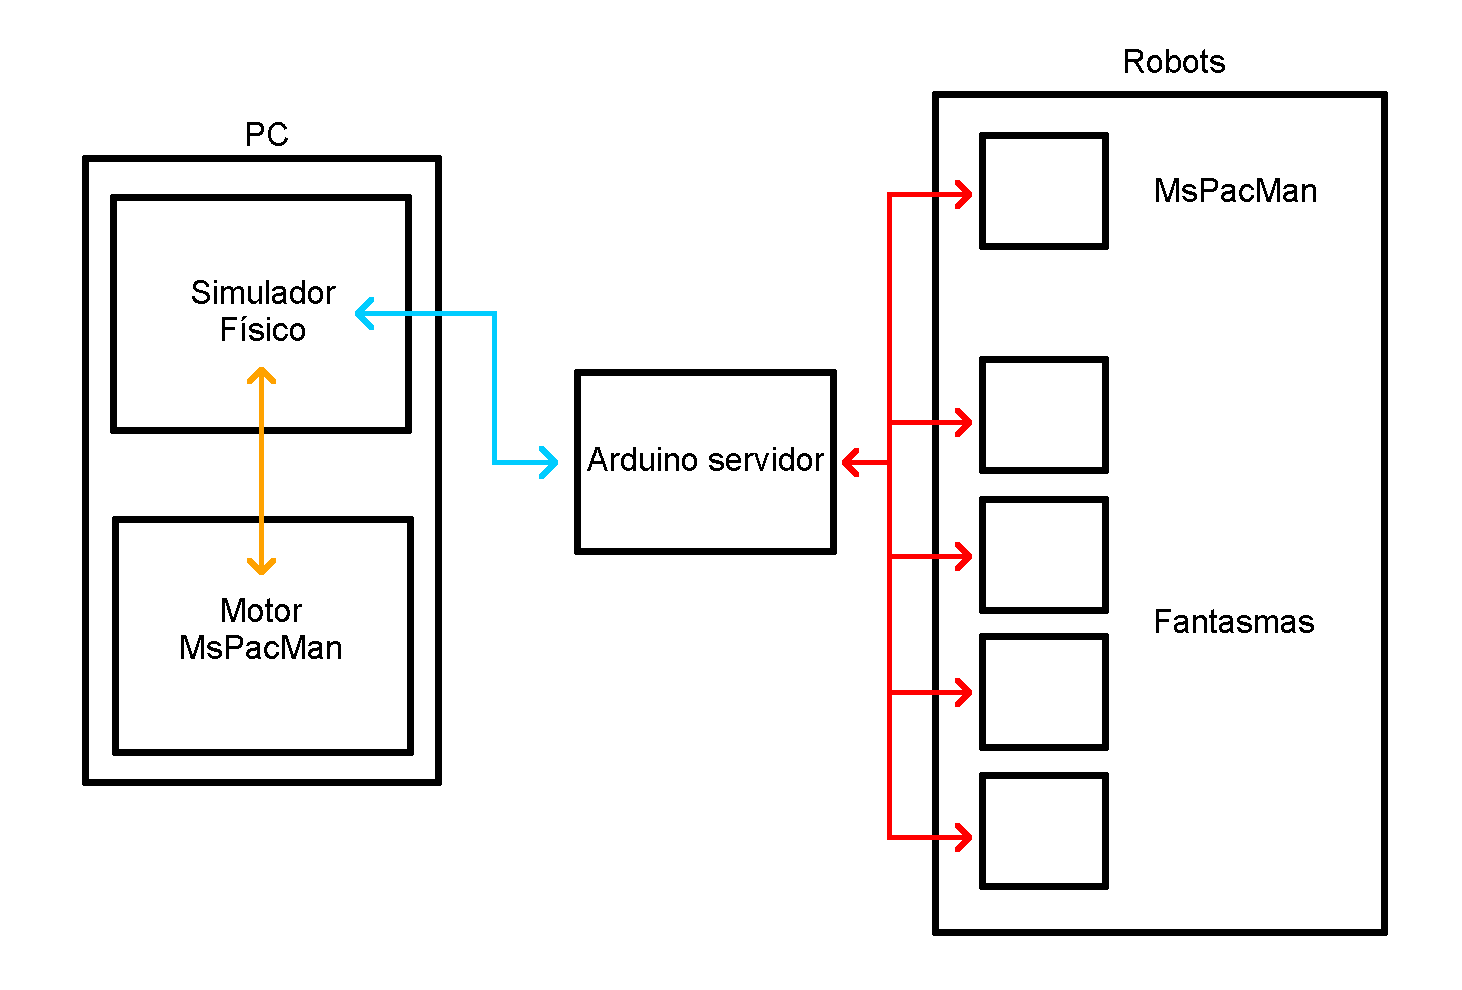 PC
Simulador
Físico
Motor
MsPacMan
Arduino servidor
Robots
MsPacMan
Fantasmas